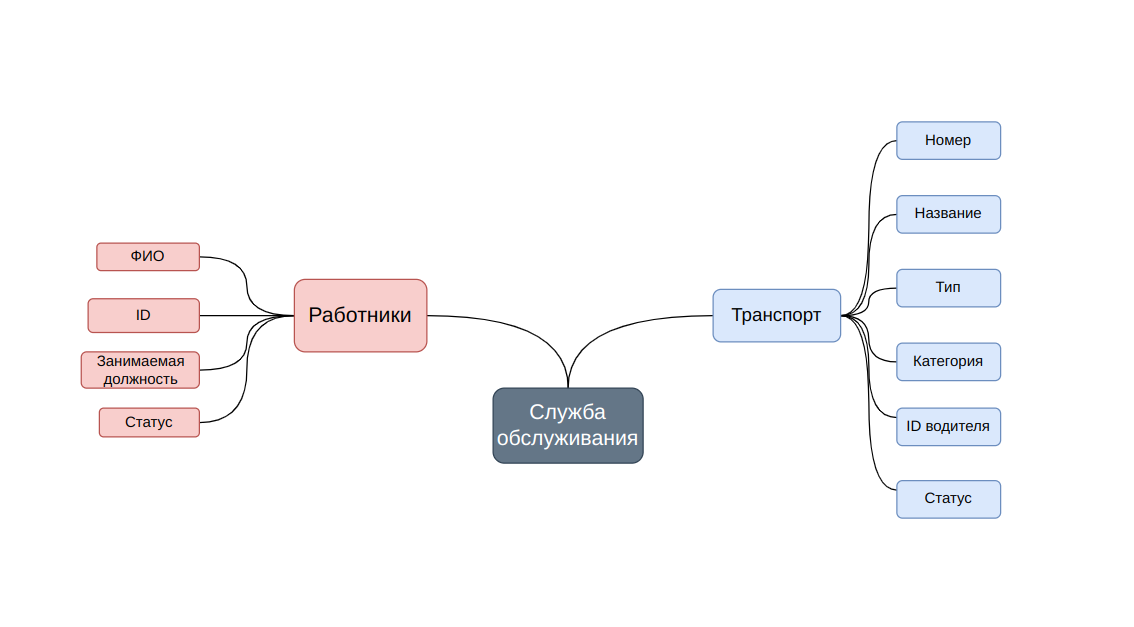 ФИО
ID
Занимаемая
должность
Статус
Работники
Служба
обслуживания
Транспорт
Номер
Название
Тип
Категория
ID водителя
Статус